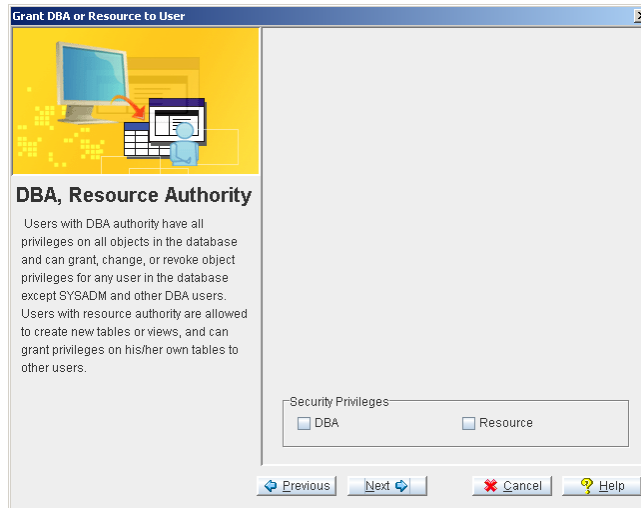 Grant DBA or Resource to User
DBA, Resource Authority
Users with DBA authority have all
privileges on all objects in the database
and can grant, change, or revoke object
privileges for any user in the database
except SYSADM and other DBA users.
Users with resource authority are allowed
to create new tables or views, and can
grant privileges on his/her own tables to
other users.
Security Privileges
DBA Resource
Previous Next Cancel Help